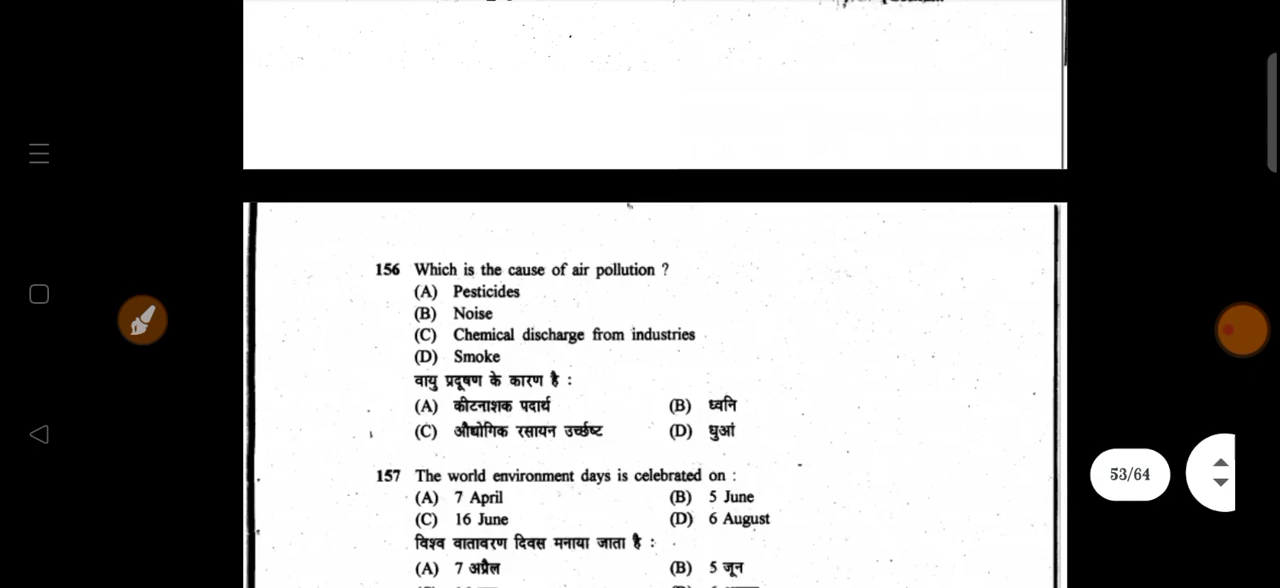 156 Which is the cause of air pollution ?
(A) Pesticides
(B) Noise
(C) Chemical discharge from industries
(D) Smoke
वायु प्रदूषण के कारण है :
(A) कीटनाशक पदार्थ (B) ध्वनि
(C) औद्योगिक रसायन उर्च्छष्ट (D) धुआं
157 The world environment days is celebrated on :
(A) 7 April (B) 5 June
(C) 16 June (D) 6 August
विश्व वातावरण दिवस मनाया जाता है :
(A) 7 अप्रैल (B) 5 जून
53/64